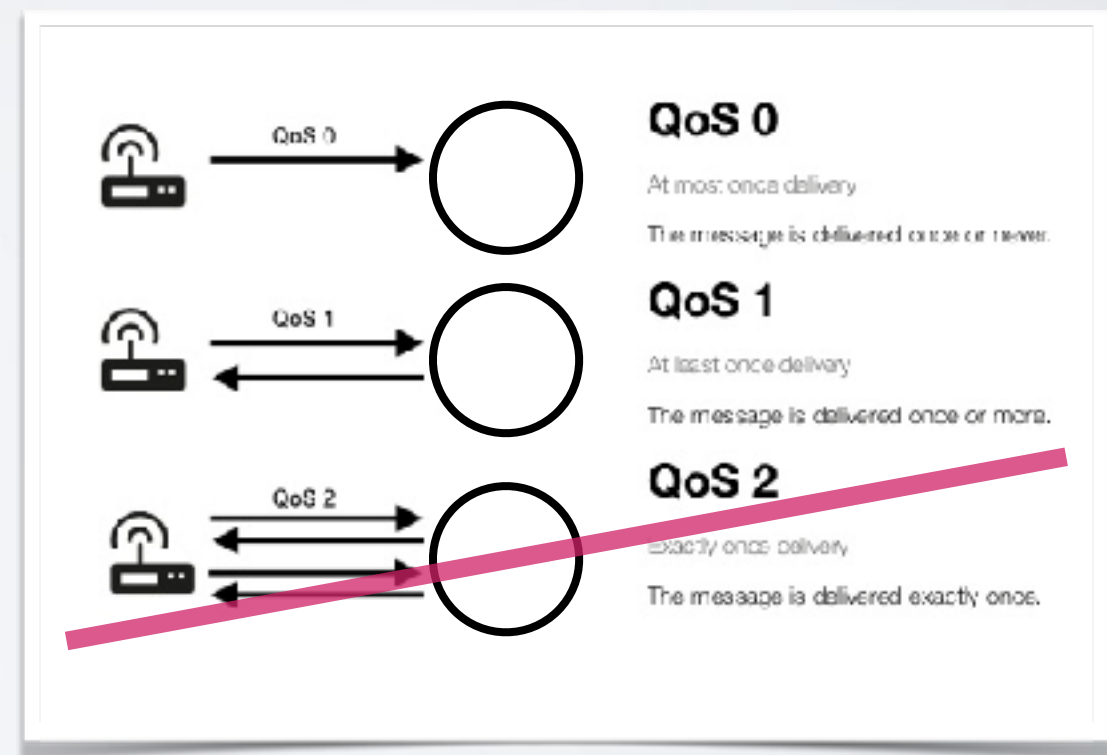 QoS 0
QoS 0
At most once delivery
The message is delivered once or never.
QoS 1
QoS 1
At least once delivery
The message is delivered once or more.
QoS 2
QoS 2
Exactly once delivery
The message is delivered exactly once.